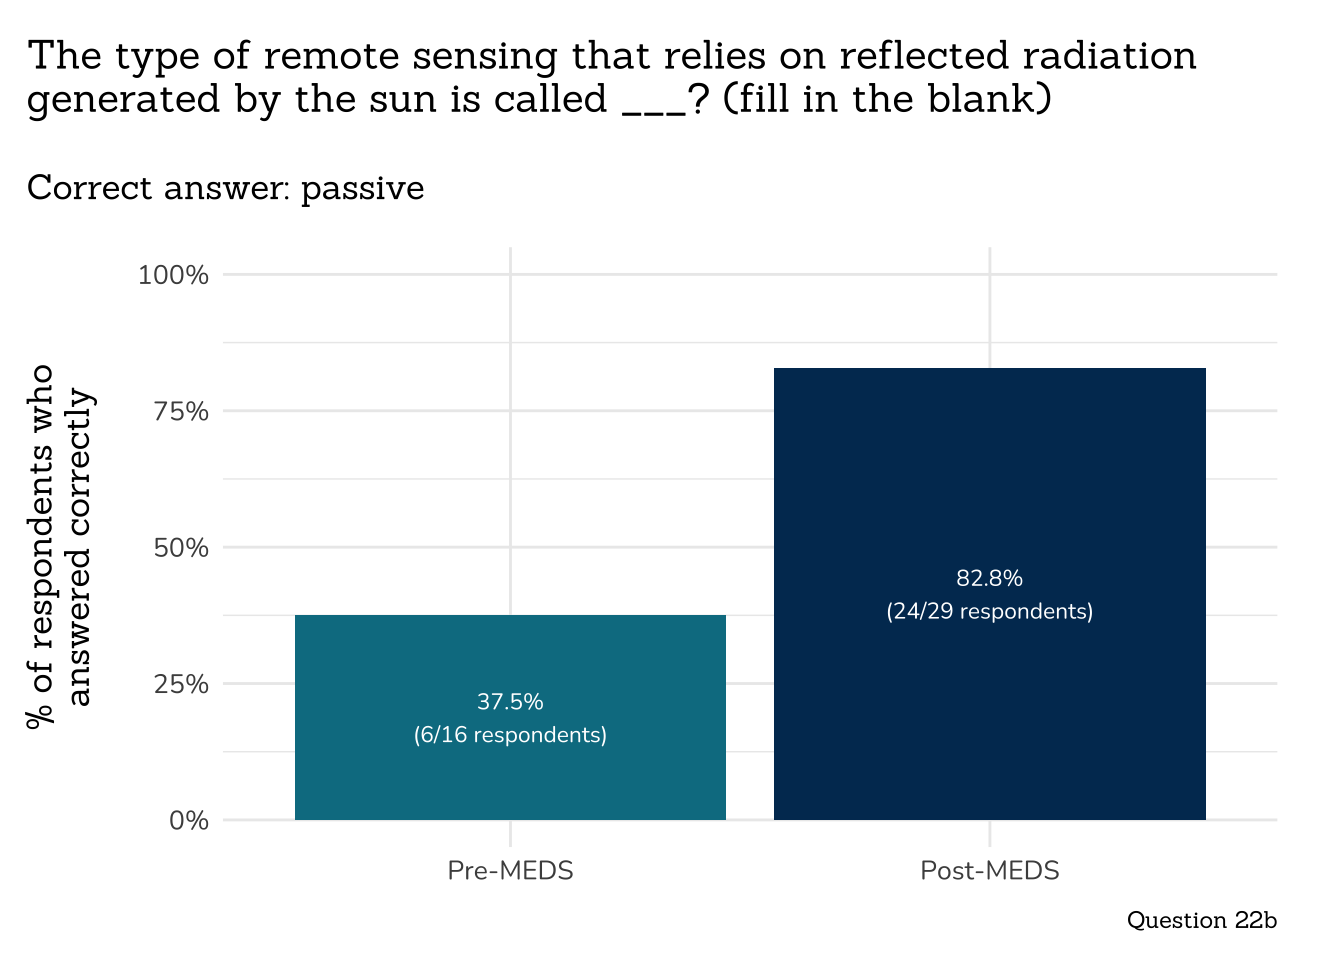 The type of remote sensing that relies on reflected radiation
generated by the sun is called ___? (fill in the blank)
Correct answer: passive
% of respondents who
answered correctly
100%
75%
50%
25%
0%
37.5%
(6/16 respondents)
82.8%
(24/29 respondents)
Pre-MEDS
Post-MEDS
Question 22b